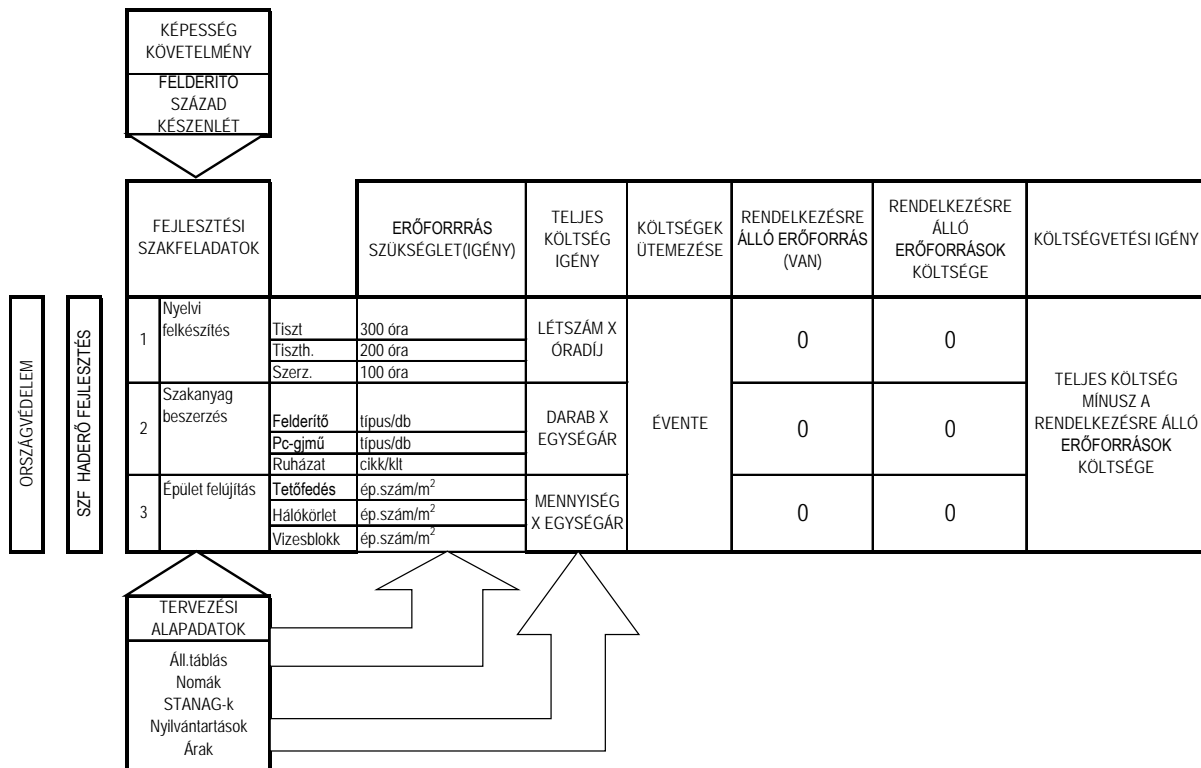 KÉPESSÉG
KÖVETELMÉNY
FELDERITO
SZÁZAD
KÉSZENLÉT
FEJLESZTÉSI
SZAKFELADATOK
ERŐFORRRÁS
SZÜKSÉGLET(IGÉNY)
TELJES
KÖLTSÉG
IGÉNY
KÖLTSÉGEK
ÜTEMEZÉSE
RENDELKEZÉSRE
ÁLLÓ ERŐFORRÁS
(VAN)
RENDELKEZÉSRE
ÁLLÓ
ERŐFORRÁSOK
KÖLTSÉGE
KÖLTSÉGVETÉSI IGÉNY
ORSZÁGVÉDELEM
SZF HADERŐ FEJLESZTÉS
1
Nyelvi
felkészítés
Tiszt
300 óra
Tiszth.
200 óra
Szerz.
100 óra
LÉTSZÁM X
ÓRADÍJ
0
0
2
Szakanyag
beszerzés
Felderítő
típus/db
Pc-gjmű
típus/db
Ruházat
cikk/klt
DARAB X
EGYSÉGÁR
ÉVENTE
0
0
TELJES KÖLTSÉG
MÍNUSZ A
RENDELKEZÉSRE ÁLLÓ
ERŐFORRÁSOK
KÖLTSÉGE
3
Épület felújítás
Tetőfedés
ép.szám/m²
Hálókörlet
ép.szám/m²
Vizesblokk
ép.szám/m²
MENNYISÉG
X EGYSÉGÁR
0
0
TERVEZÉSI
ALAPADATOK
Áll.táblás
Nomák
STANAG-k
Nyilvántartások
Árak